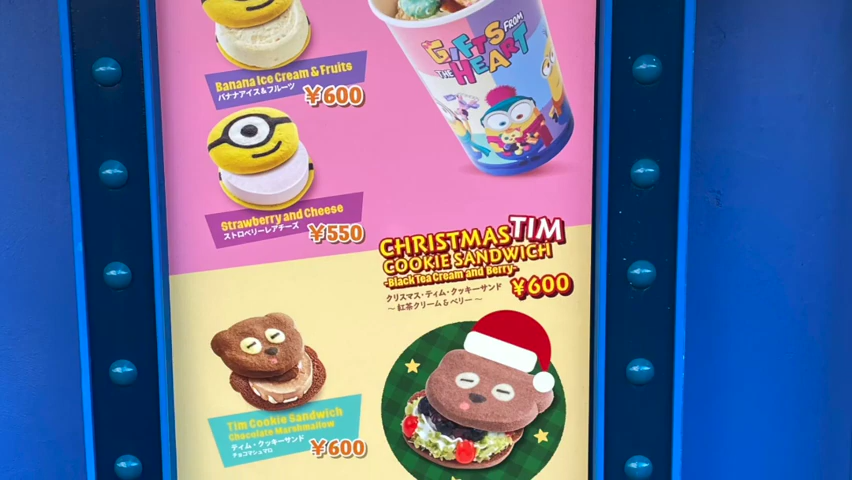 Banana Ice Cream & Fruits
バナナアイス＆フルーツ
¥600
GIFTS FROM
THE HEART
Strawberry and Cheese
ストロベリーレアチーズ
¥550
CHRISTMAS TIM
COOKIE SANDWICH
-Black Tea Cream and Berry-
クリスマス・ティム・クッキーサンド
～ 紅茶クリーム＆ベリー ～
¥600
Tim Cookie Sandwich
Chocolate Marshmallow
ティム・クッキーサンド
チョコマシュマロ
¥600